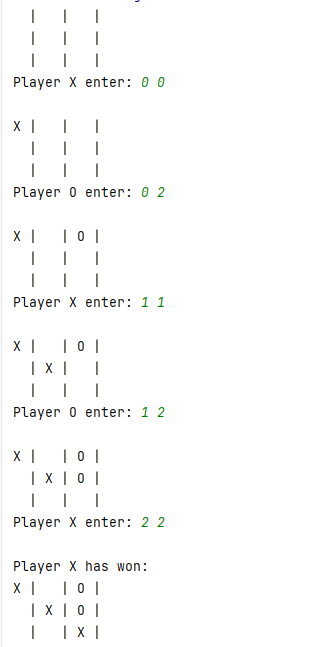 |   |   |
  |   |   |
  |   |   |
Player X enter: 0 0

X |   |   |
  |   |   |
  |   |   |
Player O enter: 0 2

X |   | O |
  |   |   |
  |   |   |
Player X enter: 1 1

X |   | O |
  | X |   |
  |   |   |
Player O enter: 1 2

X |   | O |
  | X | O |
  |   |   |
Player X enter: 2 2

Player X has won:
X |   | O |
  | X | O |
  |   | X |